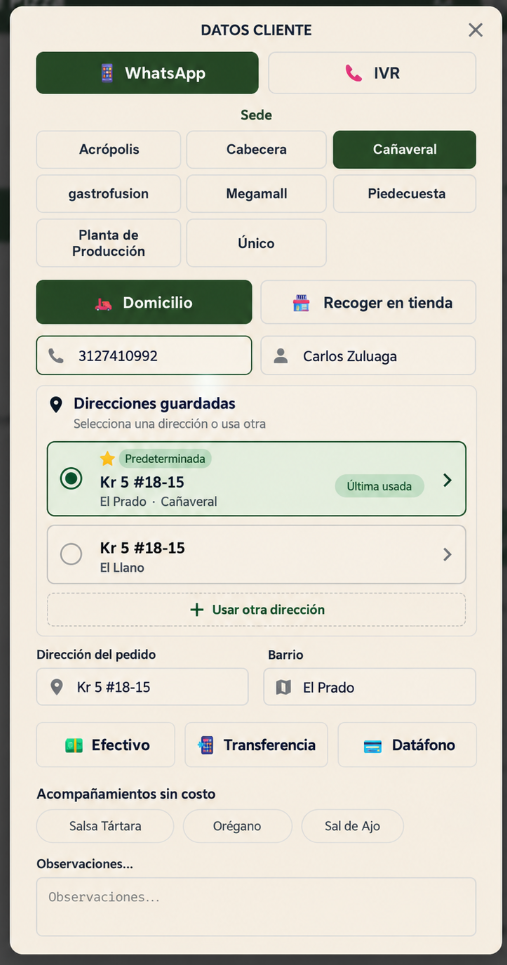 DATOS CLIENTE
WhatsApp
IVR
Sede
Acrópolis
Cabecera
Cañaveral
gastrofusion
Megamall
Piedecuesta
Planta de
Producción
Único
Domicilio
Recoger en tienda
3127410992
Carlos Zuluaga
Direcciones guardadas
Selecciona una dirección o usa otra
Predeterminada
Kr 5 #18-15
El Prado · Cañaveral
Última usada
Kr 5 #18-15
El Llano
+ Usar otra dirección
Dirección del pedido
Barrio
Kr 5 #18-15
El Prado
Efectivo
Transferencia
Datáfono
Acompañamientos sin costo
Salsa Tártara
Orégano
Sal de Ajo
Observaciones...
Observaciones...